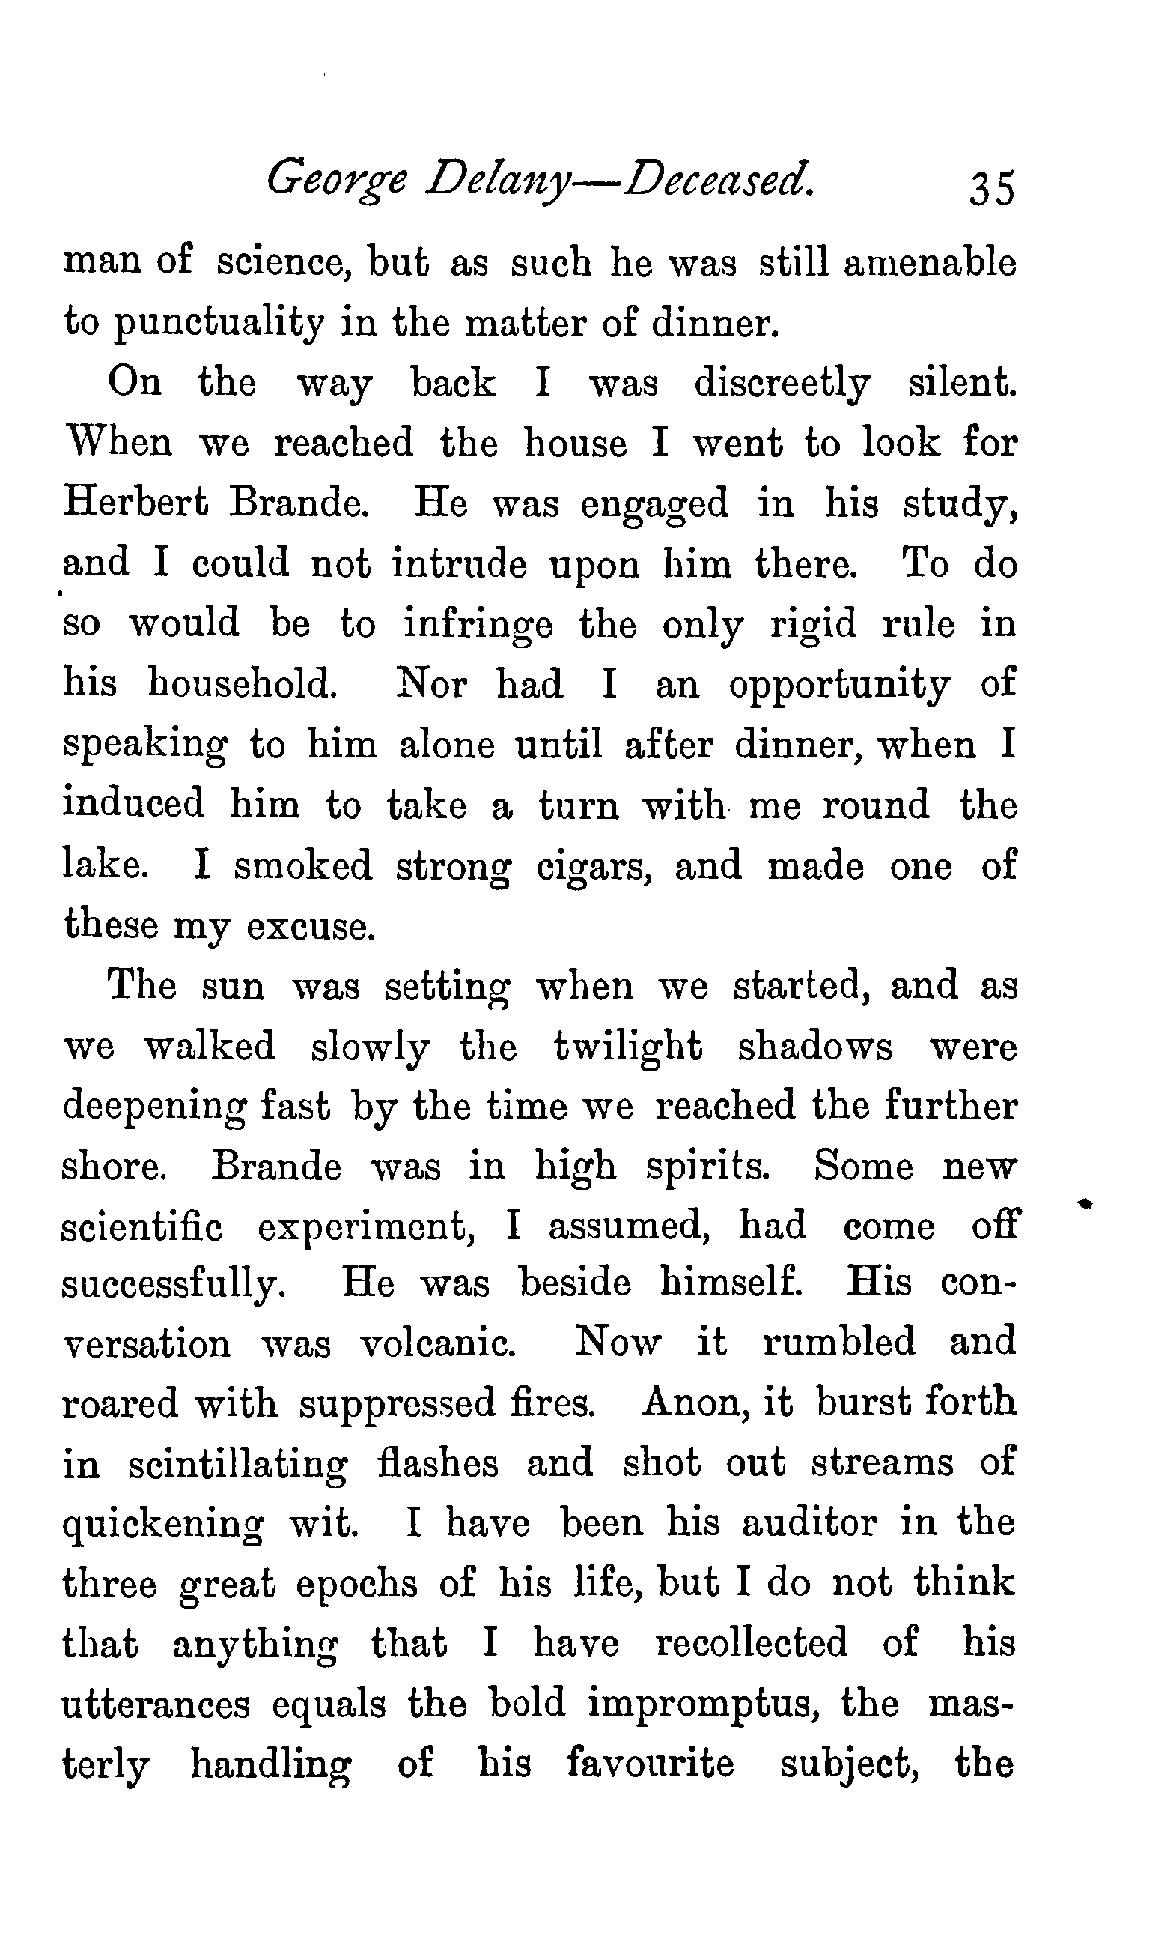 George Delany—Deceased. 35
man of science, but as such he was still amenable
to punctuality in the matter of dinner.
On the way back I was discreetly silent.
When we reached the house I went to look for
Herbert Brande. He was engaged in his study,
and I could not intrude upon him there. To do
so would be to infringe the only rigid rule in
his household. Nor had I an opportunity of
speaking to him alone until after dinner, when I
induced him to take a turn with me round the
lake. I smoked strong cigars, and made one of
these my excuse.
The sun was setting when we started, and as
we walked slowly the twilight shadows were
deepening fast by the time we reached the further
shore. Brande was in high spirits. Some new
scientific experiment, I assumed, had come off
successfully. He was beside himself. His con-
versation was volcanic. Now it rumbled and
roared with suppressed fires. Anon, it burst forth
in scintillating flashes and shot out streams of
quickening wit. I have been his auditor in the
three great epochs of his life, but I do not think
that anything that I have recollected of his
utterances equals the bold impromptus, the mas-
terly handling of his favourite subject, the